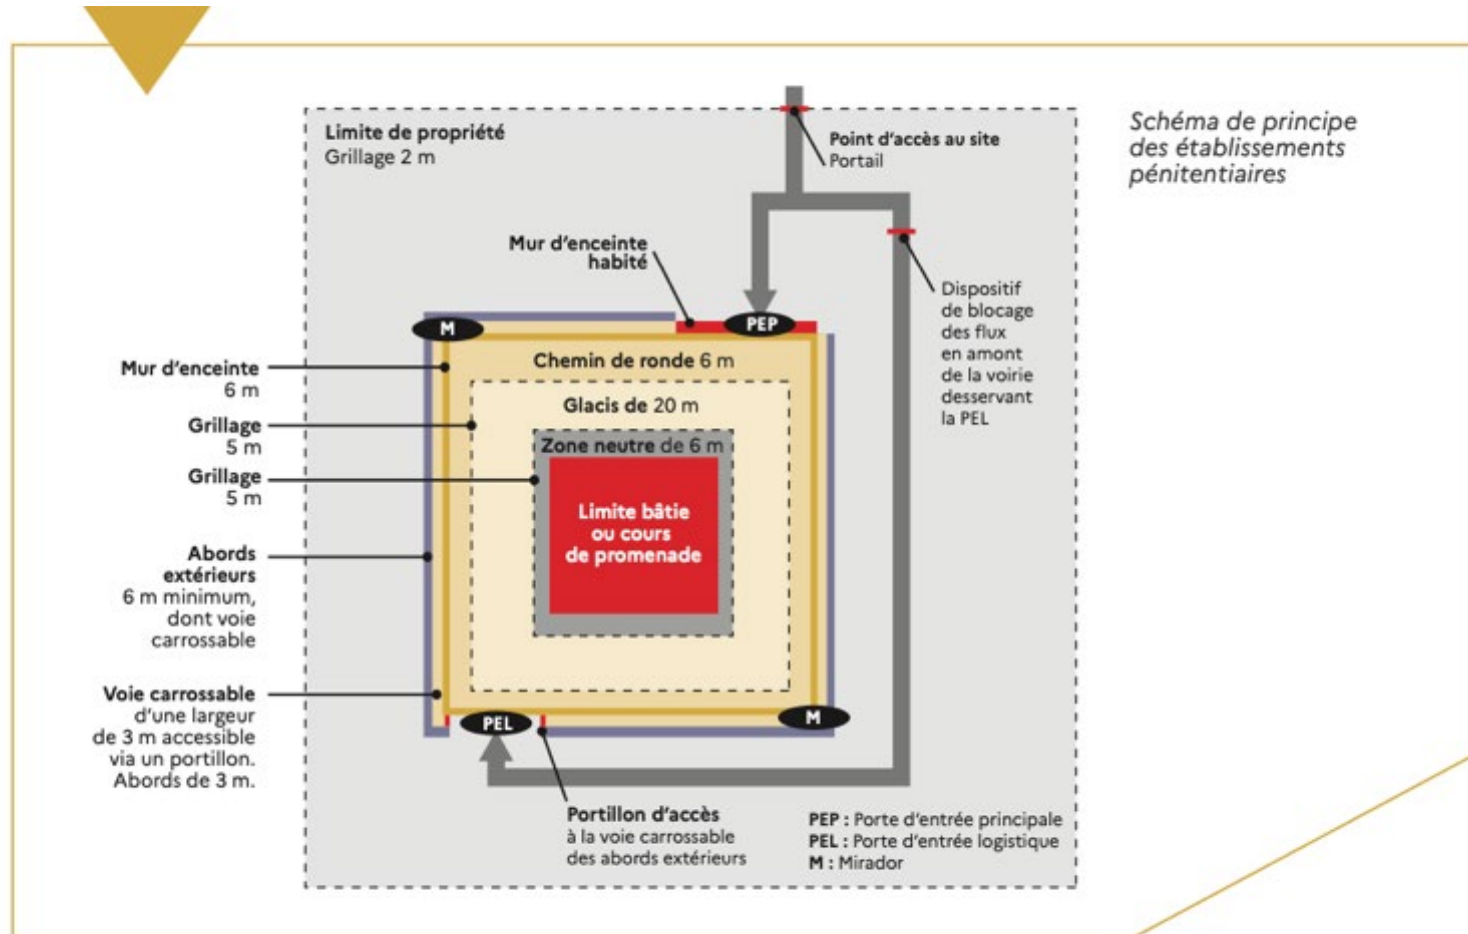 Schéma de principe
des établissements
pénitentiaires
Limite de propriété
Grillage 2 m
Point d'accès au site
Portail
Mur d'enceinte
habité
Dispositif
de blocage
des flux
en amont
de la voirie
desservant
la PEL
M
PEP
Mur d'enceinte
6 m
Chemin de ronde 6 m
Glacis de 20 m
Grillage
5 m
Zone neutre de 6 m
Grillage
5 m
Limite bâtie
ou cours
de promenade
Abords
extérieurs
6 m minimum,
dont voie
carrossable
Voie carrossable
d'une largeur
de 3 m accessible
via un portillon.
Abords de 3 m.
PEL
M
Portillon d'accès
à la voie carrossable
des abords extérieurs
PEP : Porte d'entrée principale
PEL : Porte d'entrée logistique
M : Mirador